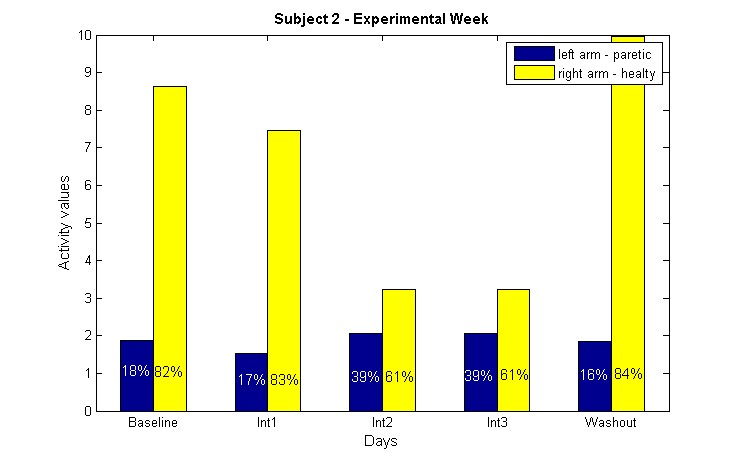 Subject 2 - Experimental Week
left arm - paretic
right arm - healty
Activity values
10
9
8
7
6
5
4
3
2
1
0
18% 82% 17% 83% 39% 61% 39% 61% 16% 84%
Baseline Int1 Int2 Int3 Washout
Days